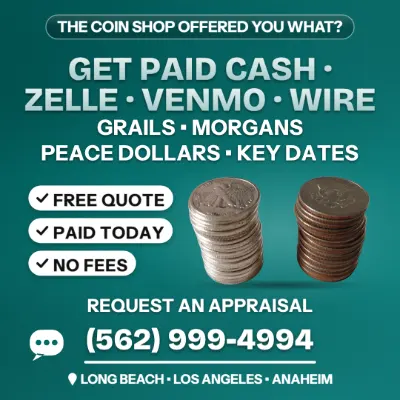 THE COIN SHOP OFFERED YOU WHAT?
GET PAID CASH •
ZELLE • VENMO • WIRE
GRAILS • MORGANS
PEACE DOLLARS • KEY DATES
FREE QUOTE
PAID TODAY
NO FEES
REQUEST AN APPRAISAL
(562) 999-4994
LONG BEACH • LOS ANGELES • ANAHEIM